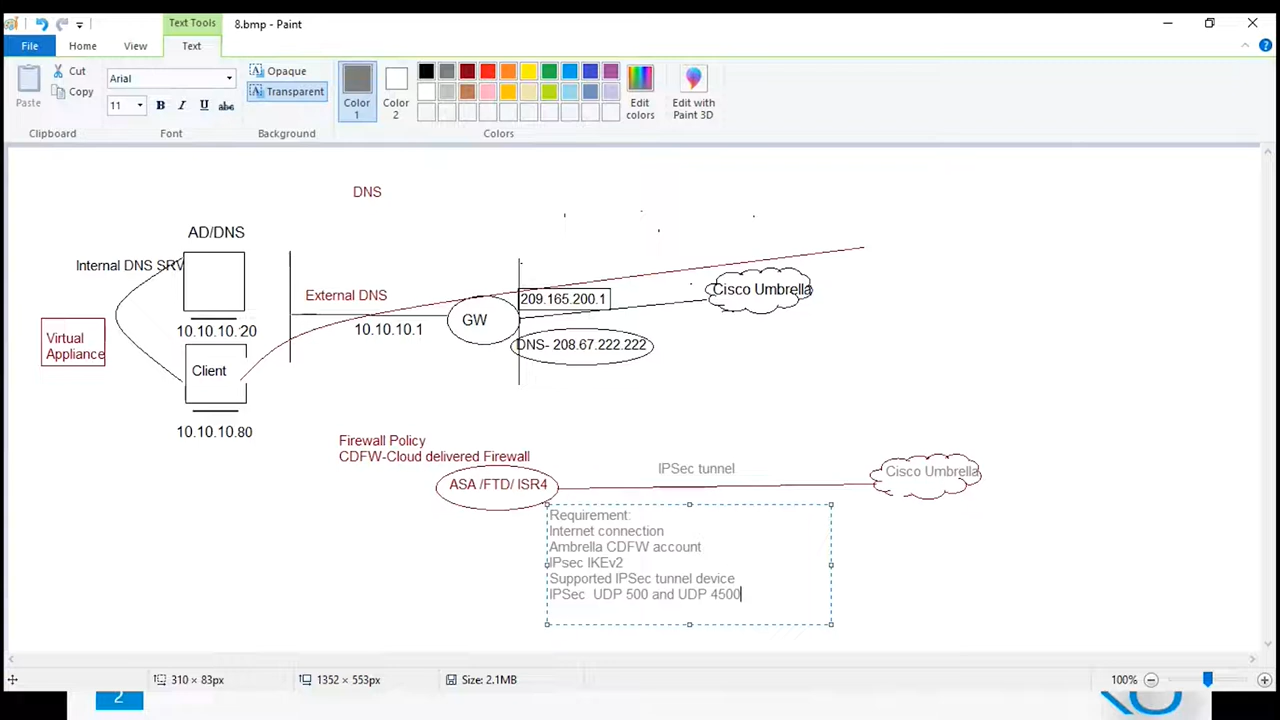 Text Tools
8.bmp - Paint
File
Home
View
Text
Paste
Cut
Copy
Arial
11
B
I
U
abc
Opaque
Transparent
Color 1
Color 2
Edit colors
Edit with Paint 3D
Clipboard
Font
Background
Colors
DNS
AD/DNS
Internal DNS SRV
External DNS
209.165.200.1
Cisco Umbrella
GW
10.10.10.20
10.10.10.1
Virtual
Appliance
DNS- 208.67.222.222
Client
10.10.10.80
Firewall Policy
CDFW-Cloud delivered Firewall
IPSec tunnel
Cisco Umbrella
ASA /FTD/ ISR4
Requirement:
Internet connection
Ambrella CDFW account
IPsec IKEv2
Supported IPSec tunnel device
IPSec UDP 500 and UDP 4500
310 × 83px
1352 × 553px
Size: 2.1MB
100%
2